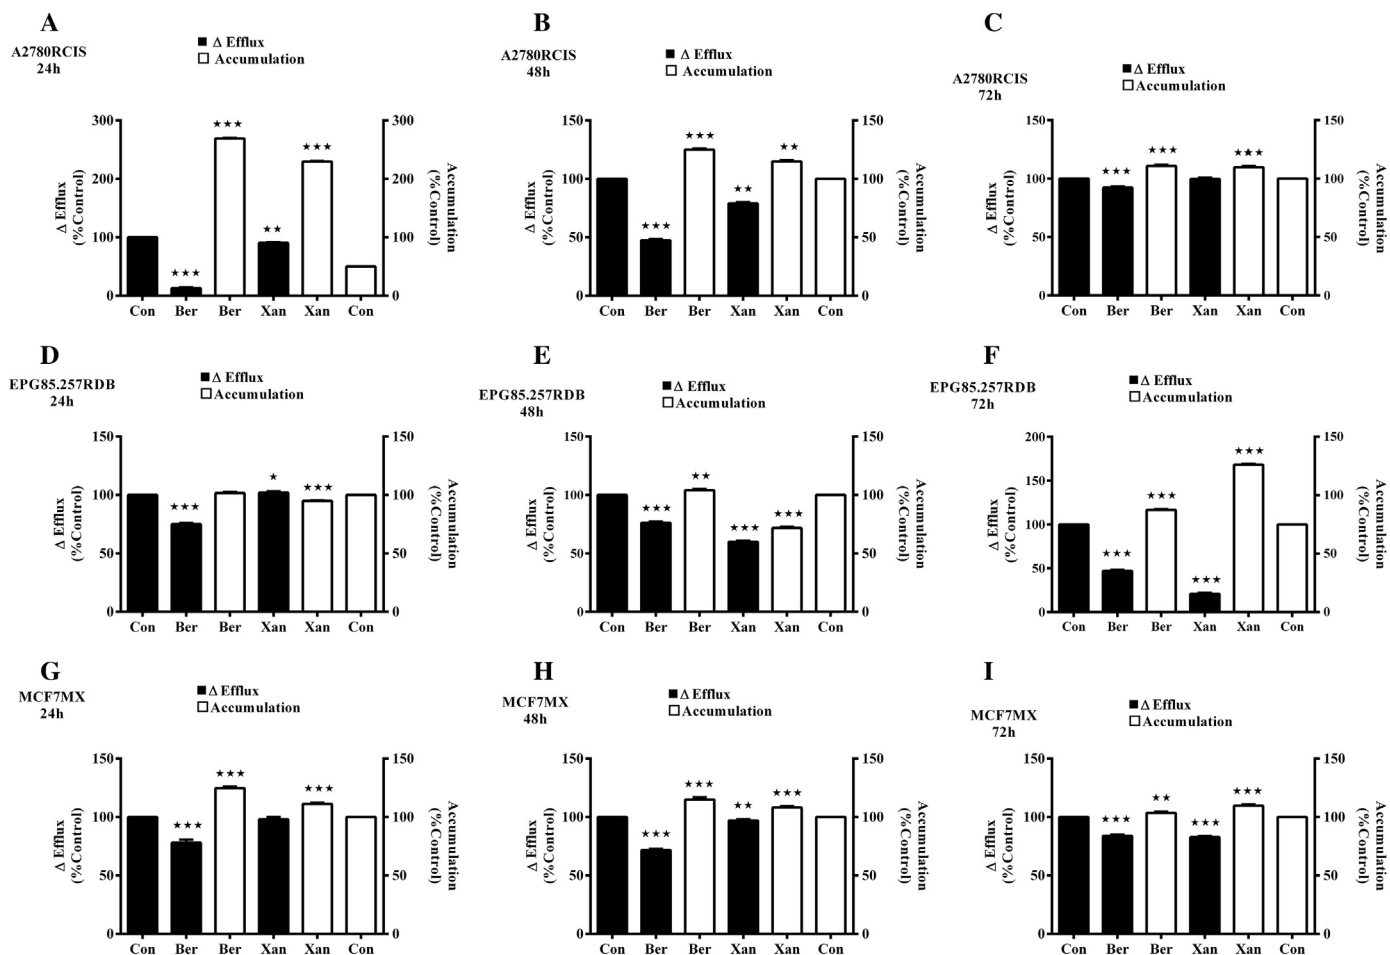 A
A2780RCIS
24h
Δ Efflux
Accumulation
Δ Efflux
(%Control)
300
200
100
0
★★★
★★★
★★
★★★
300
200
100
0
Accumulation
(%Control)
Con Ber Ber Xan Xan Con
B
A2780RCIS
48h
Δ Efflux
Accumulation
Δ Efflux
(%Control)
150
100
50
0
★★★
★★★
★★
★★
150
100
50
0
Accumulation
(%Control)
Con Ber Ber Xan Xan Con
C
A2780RCIS
72h
Δ Efflux
Accumulation
Δ Efflux
(%Control)
150
100
50
0
★★★
★★★
★★★
150
100
50
0
Accumulation
(%Control)
Con Ber Ber Xan Xan Con
D
EPG85.257RDB
24h
Δ Efflux
Accumulation
Δ Efflux
(%Control)
150
100
50
0
★★★
★
★★★
150
100
50
0
Accumulation
(%Control)
Con Ber Ber Xan Xan Con
E
EPG85.257RDB
48h
Δ Efflux
Accumulation
Δ Efflux
(%Control)
150
100
50
0
★★★
★★
★★★
★★★
150
100
50
0
Accumulation
(%Control)
Con Ber Ber Xan Xan Con
F
EPG85.257RDB
72h
Δ Efflux
Accumulation
Δ Efflux
(%Control)
200
150
100
50
0
★★★
★★★
★★★
★★★
150
100
50
0
Accumulation
(%Control)
Con Ber Ber Xan Xan Con
G
MCF7MX
24h
Δ Efflux
Accumulation
Δ Efflux
(%Control)
150
100
50
0
★★★
★★★
★★★
150
100
50
0
Accumulation
(%Control)
Con Ber Ber Xan Xan Con
H
MCF7MX
48h
Δ Efflux
Accumulation
Δ Efflux
(%Control)
150
100
50
0
★★★
★★★
★★
★★★
150
100
50
0
Accumulation
(%Control)
Con Ber Ber Xan Xan Con
I
MCF7MX
72h
Δ Efflux
Accumulation
Δ Efflux
(%Control)
150
100
50
0
★★★
★★
★★★
★★★
150
100
50
0
Accumulation
(%Control)
Con Ber Ber Xan Xan Con